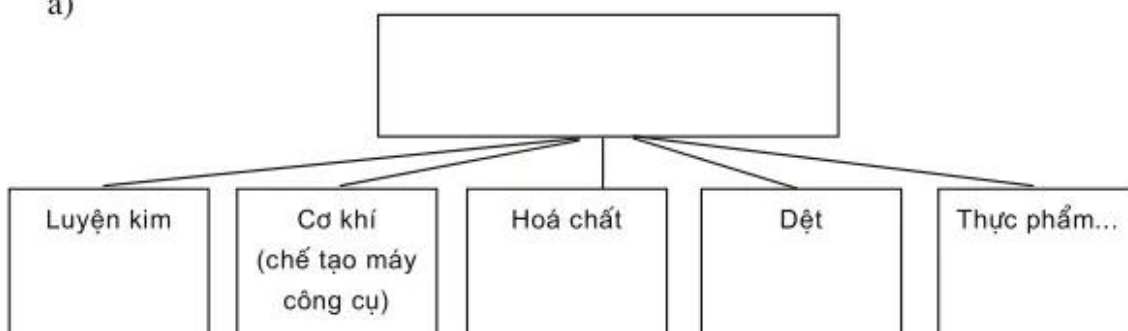 a)
Luyện kim
Cơ khí
(chế tạo máy
công cụ)
Hoá chất
Dệt
Thực phẩm...